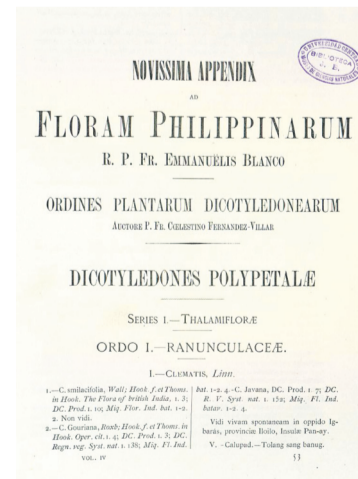 NOVISSIMA APPENDIX
AD
FLORAM PHILIPPINARUM
R. P. FR. EMMANUËLIS BLANCO
ORDINES PLANTARUM DICOTYLEDONEARUM
AUCTORE P. FR. CŒLESTINO FERNANDEZ-VILLAR
DICOTYLEDONES POLYPETALÆ
SERIES I.—THALAMIFLORÆ
ORDO I.—RANUNCULACEÆ.
I.—CLEMATIS, Linn.
1.—C. smilacifolia, Wall; Hook f. et Thoms.
in Hook. The Flora of british India, 1. 3;
DC. Prod. 1. 10; Miq. Flor. Ind. bat. 1-2.
2. Non vidi.
2.—C. Gouriana, Roxb; Hook f. et Thoms. in
Hook. Oper. cit. 1. 4; DC. Prod. 1. 3; DC.
Regn. veg. Syst. nat. 1. 138; Miq. Fl. Ind.
bat. 1-2. 4.-C. Javana, DC. Prod. 1. 7; DC.
R. V. Syst. nat. 1. 152; Miq. Fl. Ind.
batav. 1-2. 4.
Vidi vivam spontaneam in oppido Ig-
barás, provinciæ Iloilo, Insulæ Pan-ay.
V. -Calupad.—Tolang sang banug.
VOL. IV
53